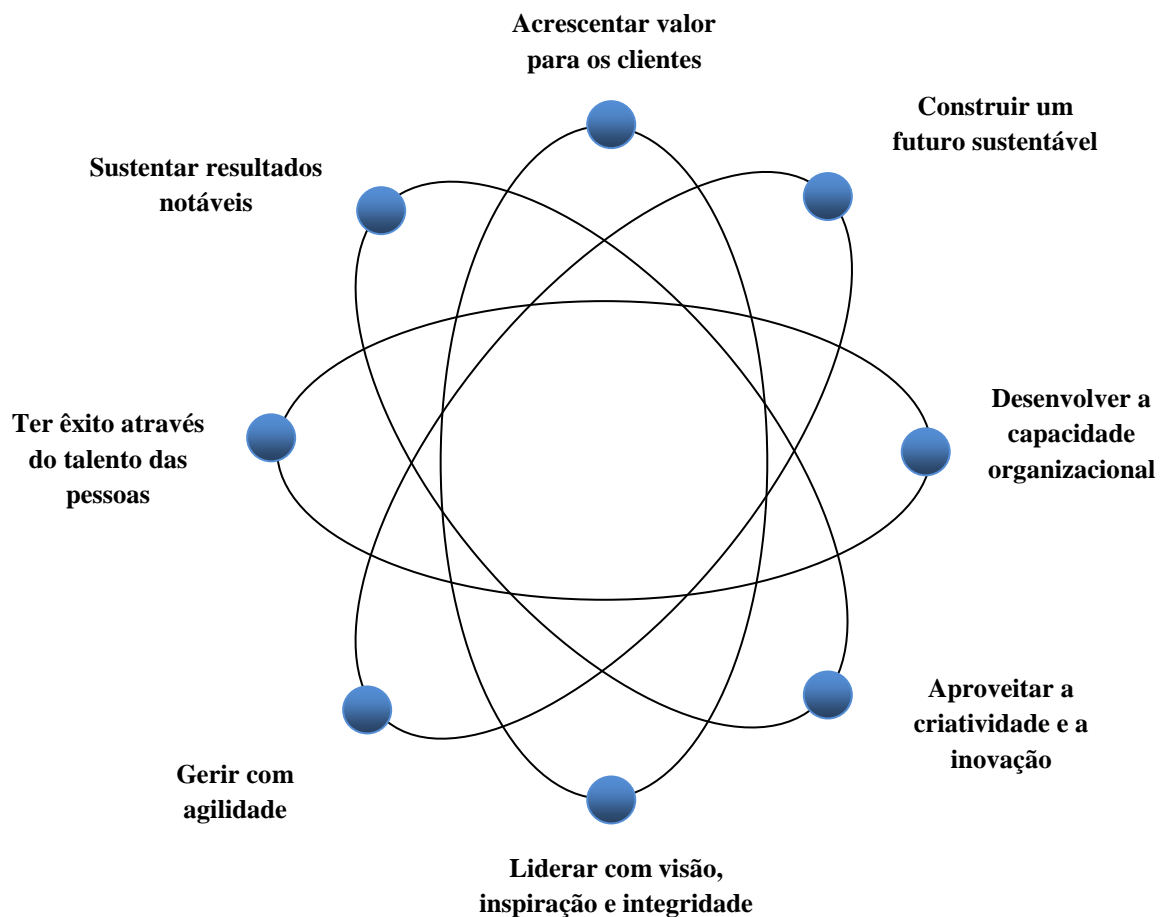 Acrescentar valor
para os clientes
Construir um
futuro sustentável
Sustentar resultados
notáveis
Desenvolver a
capacidade
organizacional
Ter êxito através
do talento das
pessoas
Aproveitar a
criatividade e a
inovação
Gerir com
agilidade
Liderar com visão,
inspiração e integridade